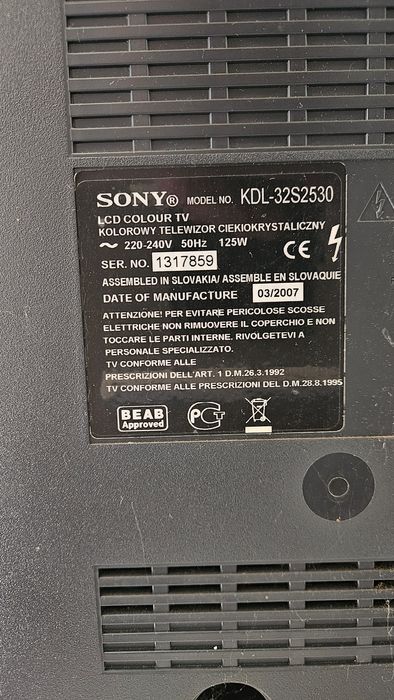 SONY® MODEL NO. KDL-32S2530
LCD COLOUR TV
KOLOROWY TELEWIZOR CIEKIOKRYSTALICZNY
~ 220-240V 50Hz 125W
CE
SER. NO. 1317859
ASSEMBLED IN SLOVAKIA/ ASSEMBLE EN SLOVAQUIE
DATE OF MANUFACTURE 03/2007
ATTENZIONE! PER EVITARE PERICOLOSE SCOSSE
ELETTRICHE NON RIMUOVERE IL COPERCHIO E NON
TOCCARE LE PARTI INTERNE. RIVOLGETEVI A
PERSONALE SPECIALIZZATO.
TV CONFORME ALLE
PRESCRIZIONI DELL'ART. 1 D.M.26.3.1992
TV CONFORME ALLE PRESCRIZIONI DEL D.M.28.8.1995
BEAB
Approved
PCT